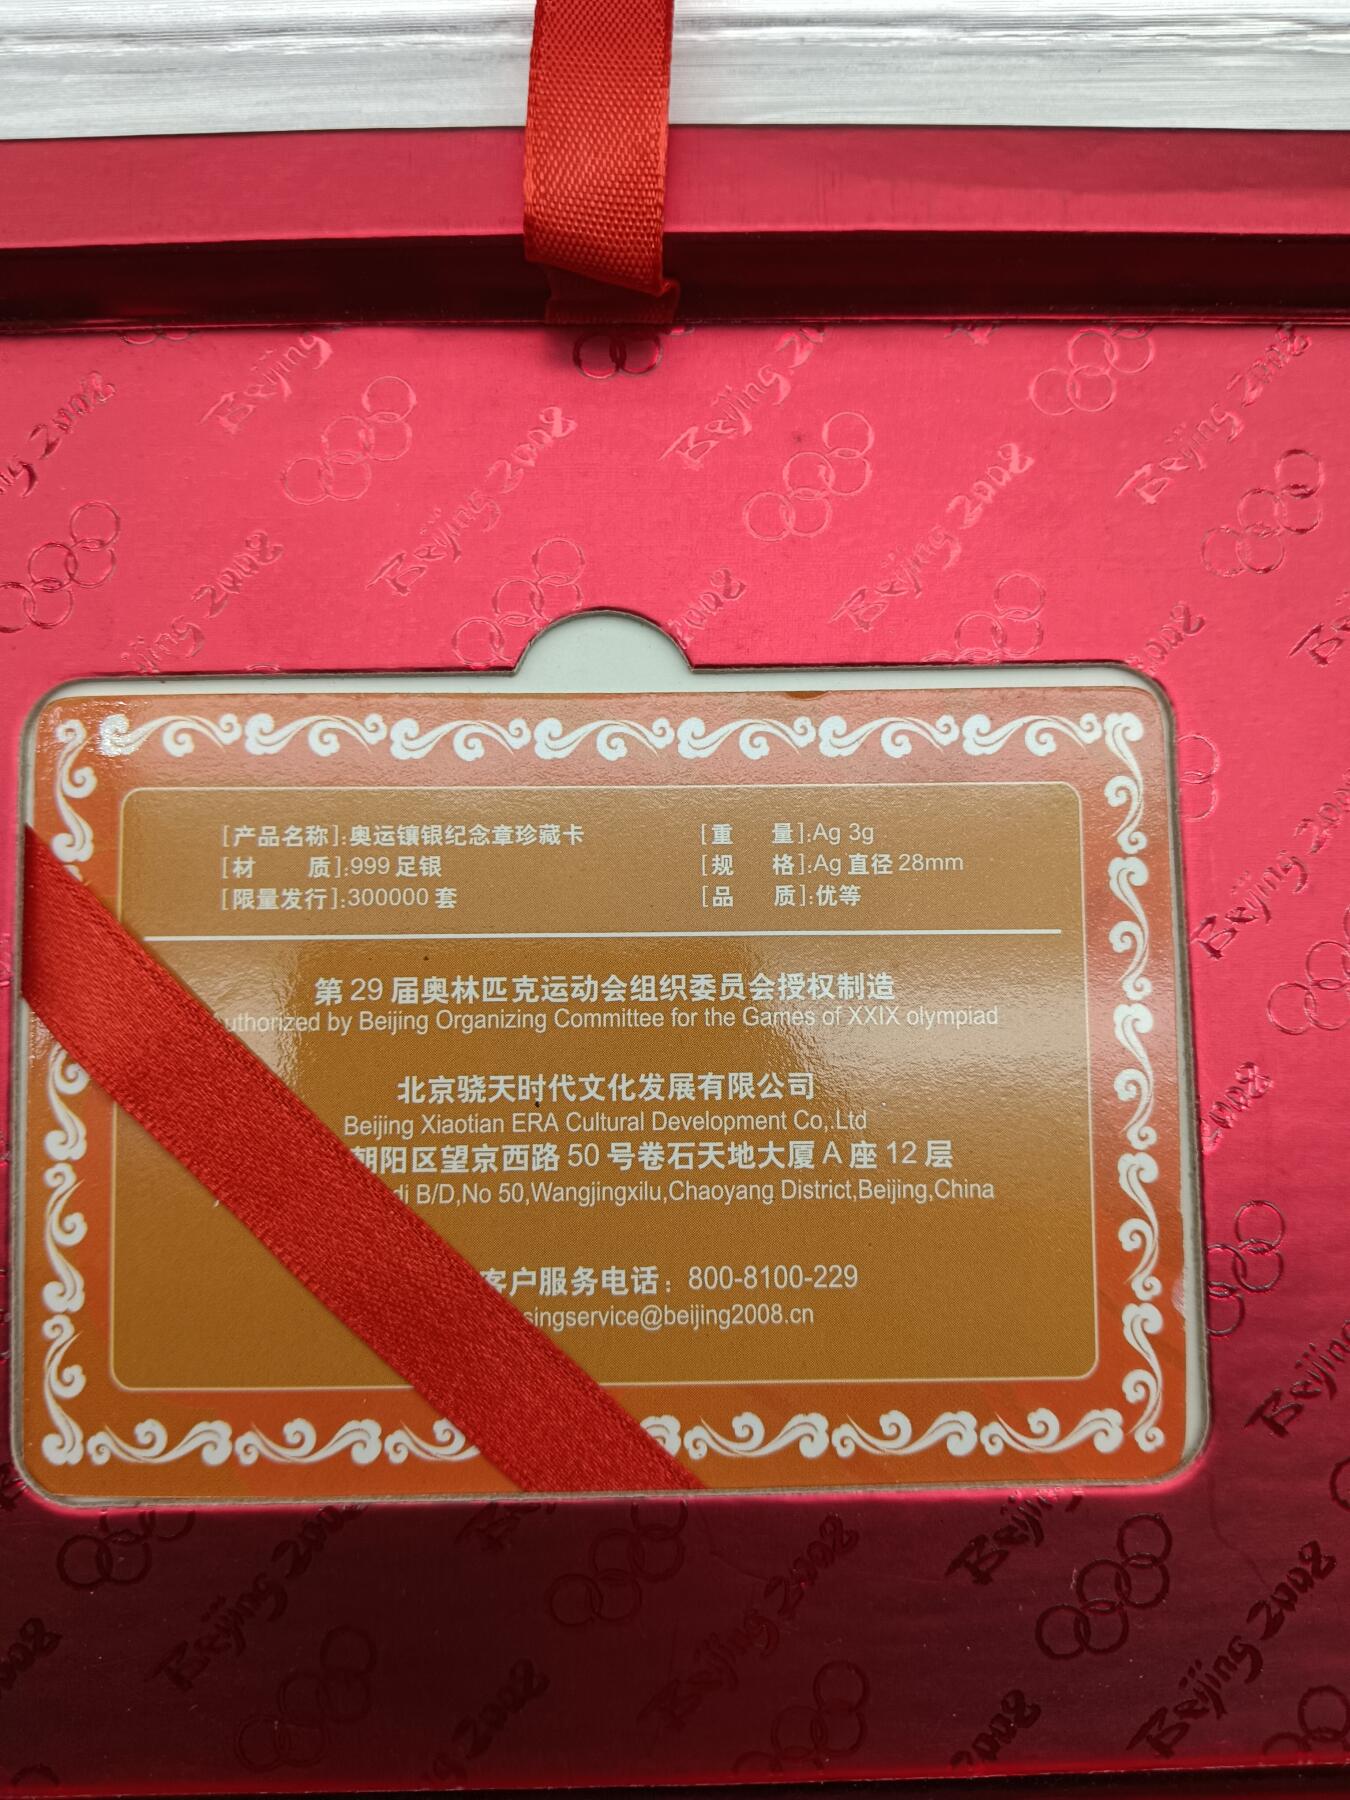 Beijing 2008
[产品名称]:奥运镶银纪念章珍藏卡
[重 量]:Ag 3g
[材 质]:999 足银
[规 格]:Ag 直径 28mm
[限量发行]:300000 套
[品 质]:优等
第 29 届奥林匹克运动会组织委员会授权制造
uthorized by Beijing Organizing Committee for the Games of XXIX olympiad
北京骁天时代文化发展有限公司
Beijing Xiaotian ERA Cultural Development Co,.Ltd
朝阳区望京西路 50 号卷石天地大厦 A 座 12 层
di B/D,No 50,Wangjingxilu,Chaoyang District,Beijing,China
客户服务电话：800-8100-229
singservice@beijing2008.cn